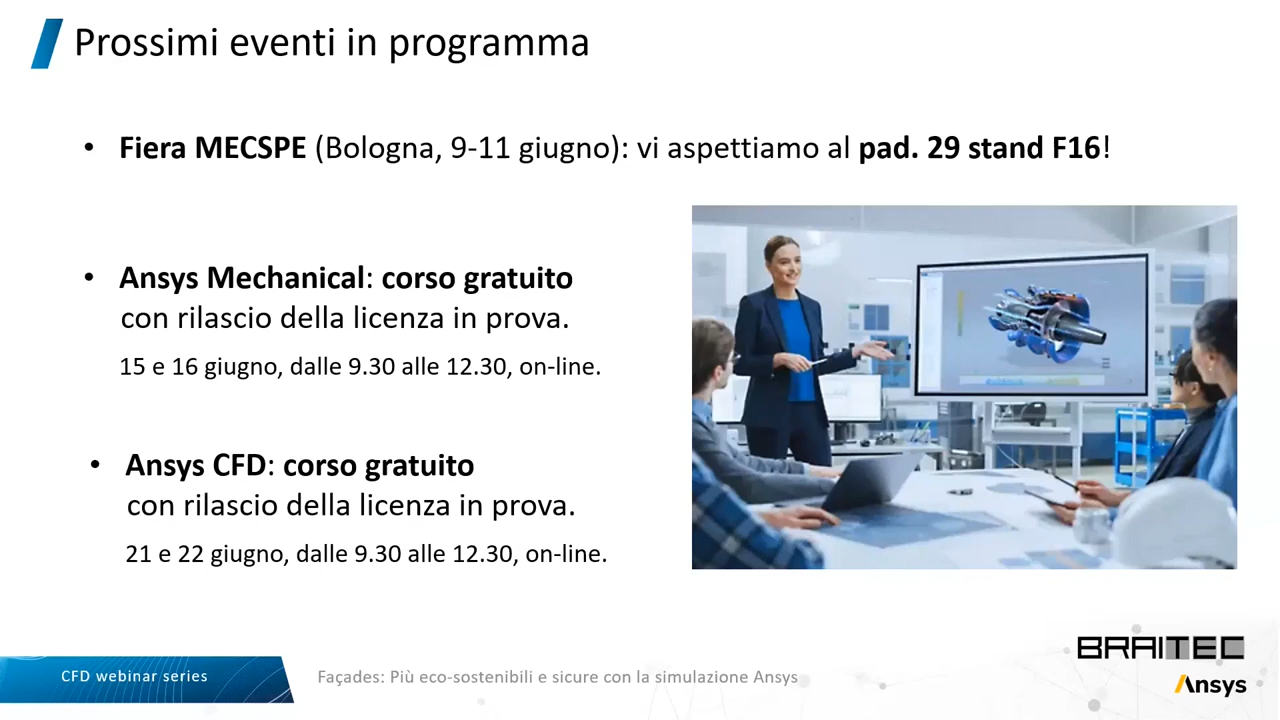 Prossimi eventi in programma
• Fiera MECSPE (Bologna, 9-11 giugno): vi aspettiamo al pad. 29 stand F16!
• Ansys Mechanical: corso gratuito
con rilascio della licenza in prova.
15 e 16 giugno, dalle 9.30 alle 12.30, on-line.
• Ansys CFD: corso gratuito
con rilascio della licenza in prova.
21 e 22 giugno, dalle 9.30 alle 12.30, on-line.
BRAITEC
CFD webinar series
Façades: Più eco-sostenibili e sicure con la simulazione Ansys
Ansys